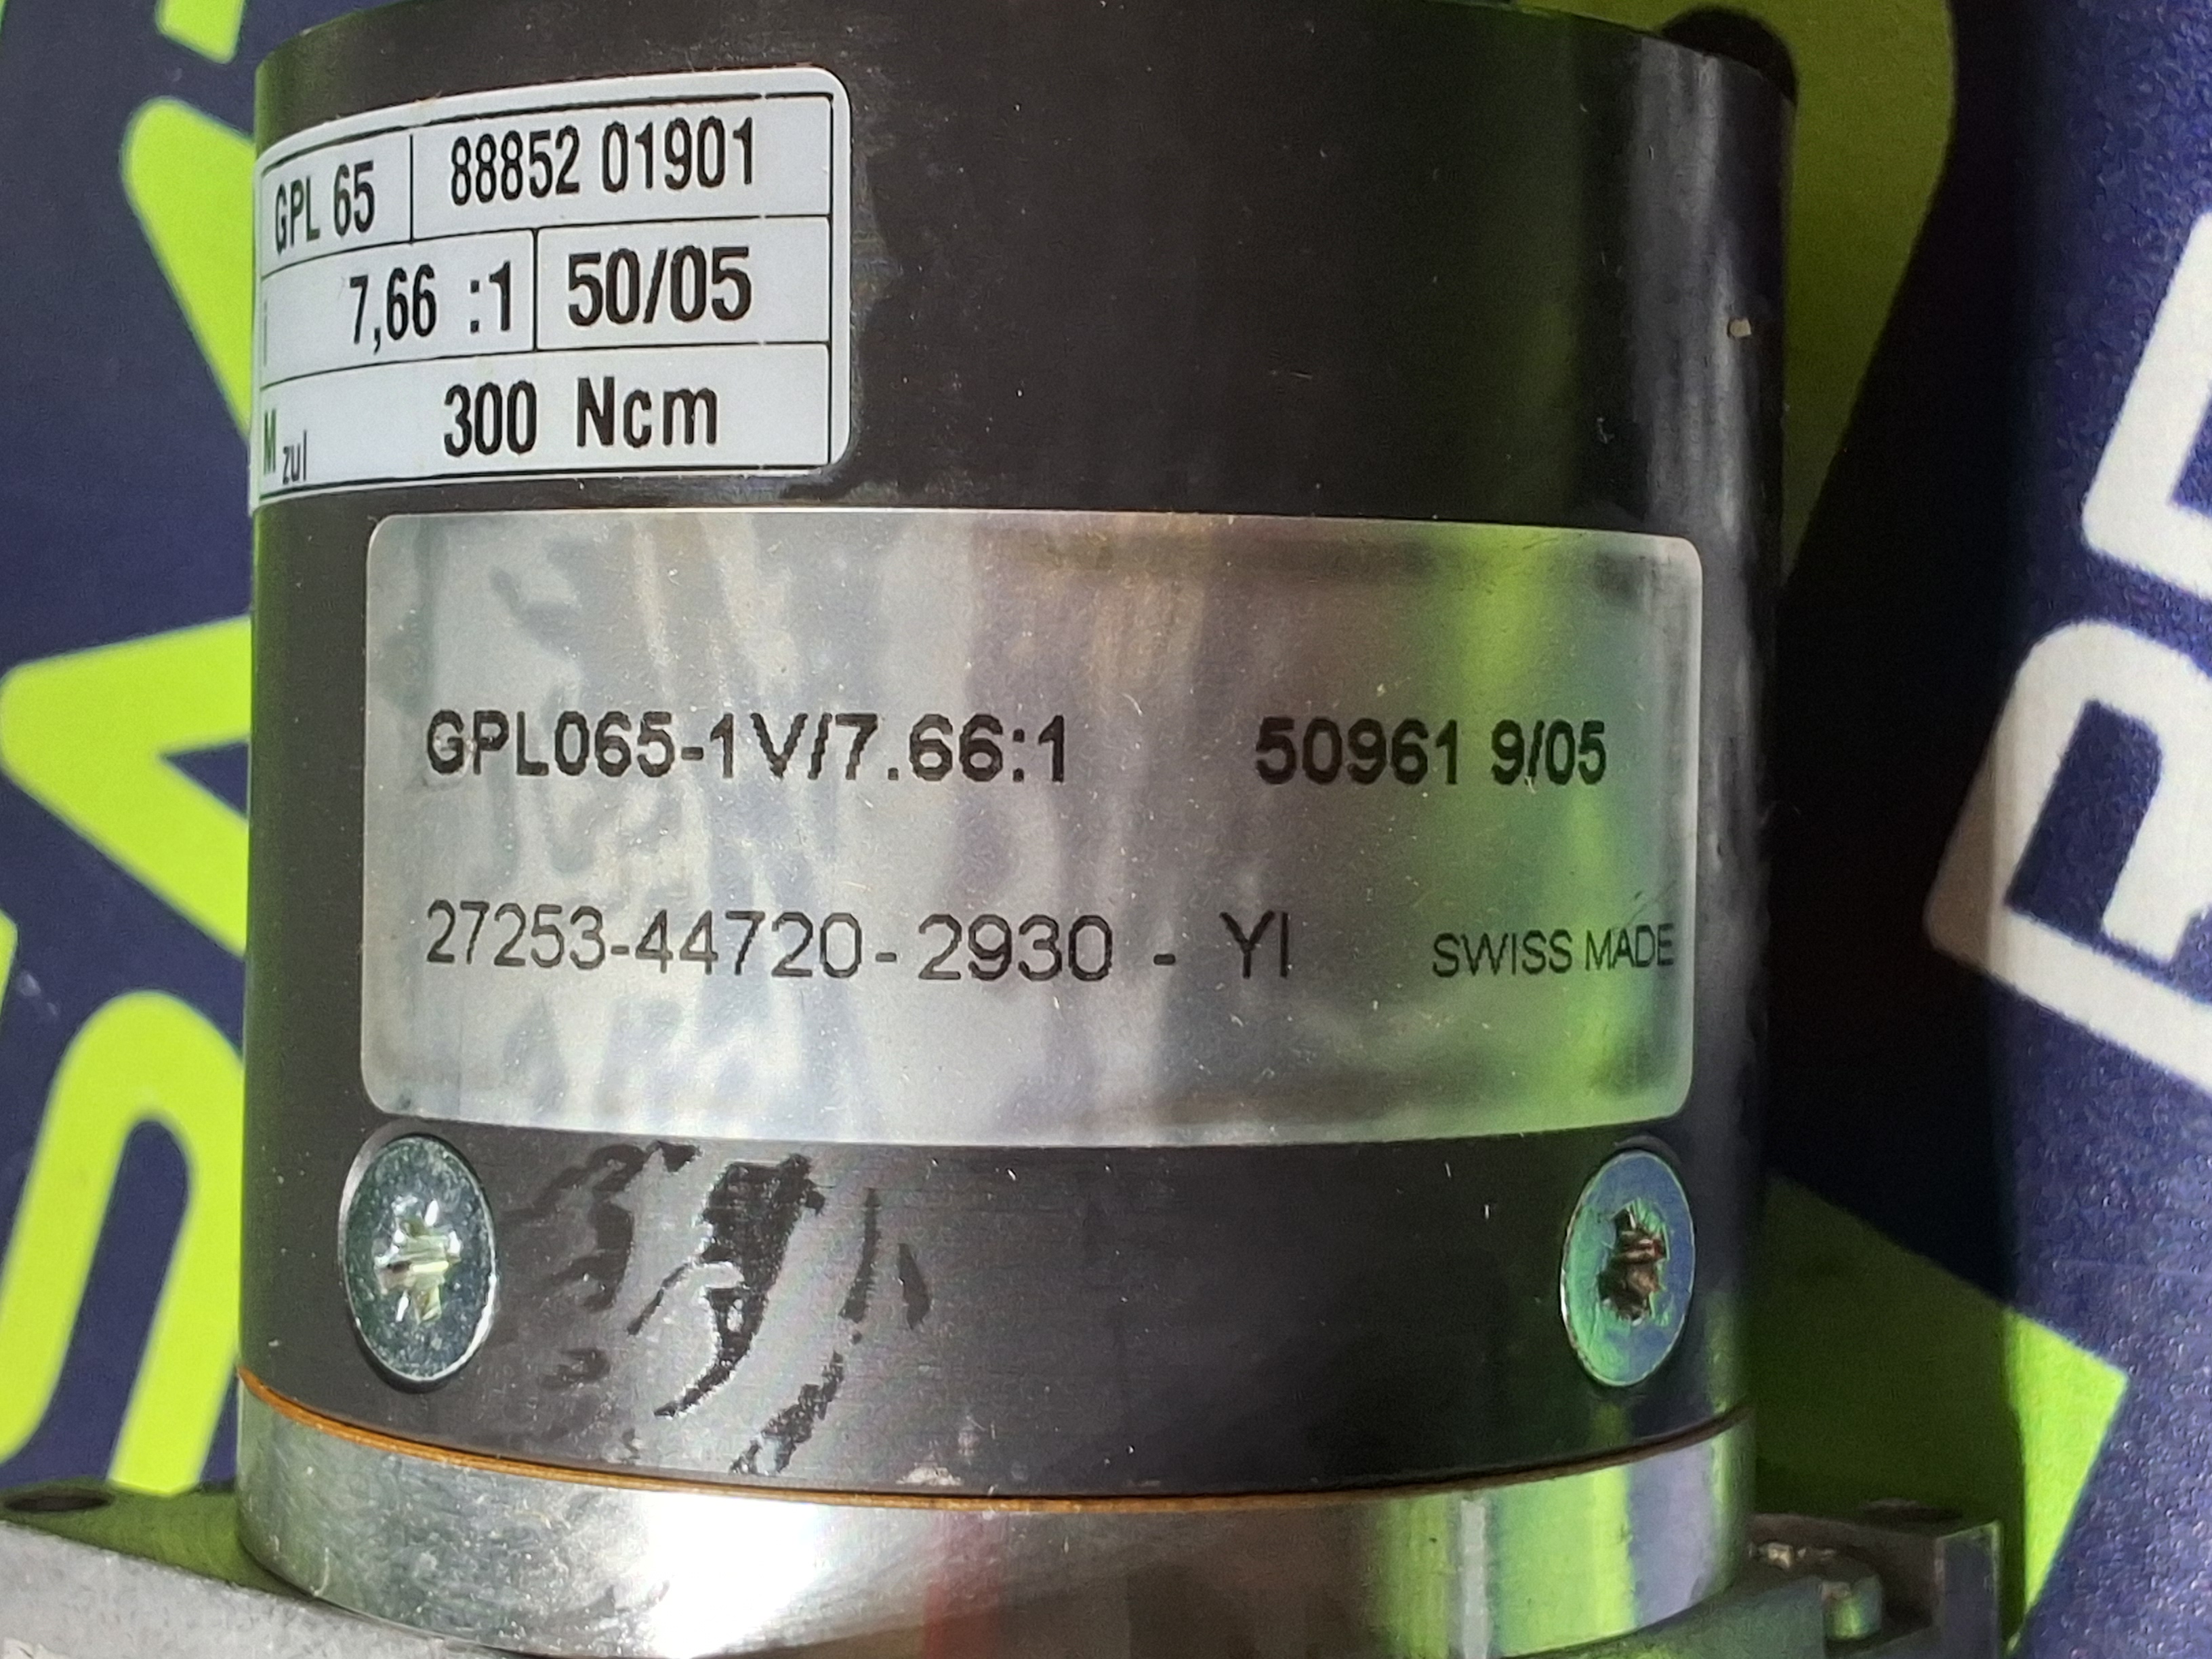 GPL 65 88852 01901
i 7,66 :1 50/05
M zul 300 Ncm
GPL065-1V/7.66:1 50961 9/05
27253-44720-2930 - YI SWISS MADE